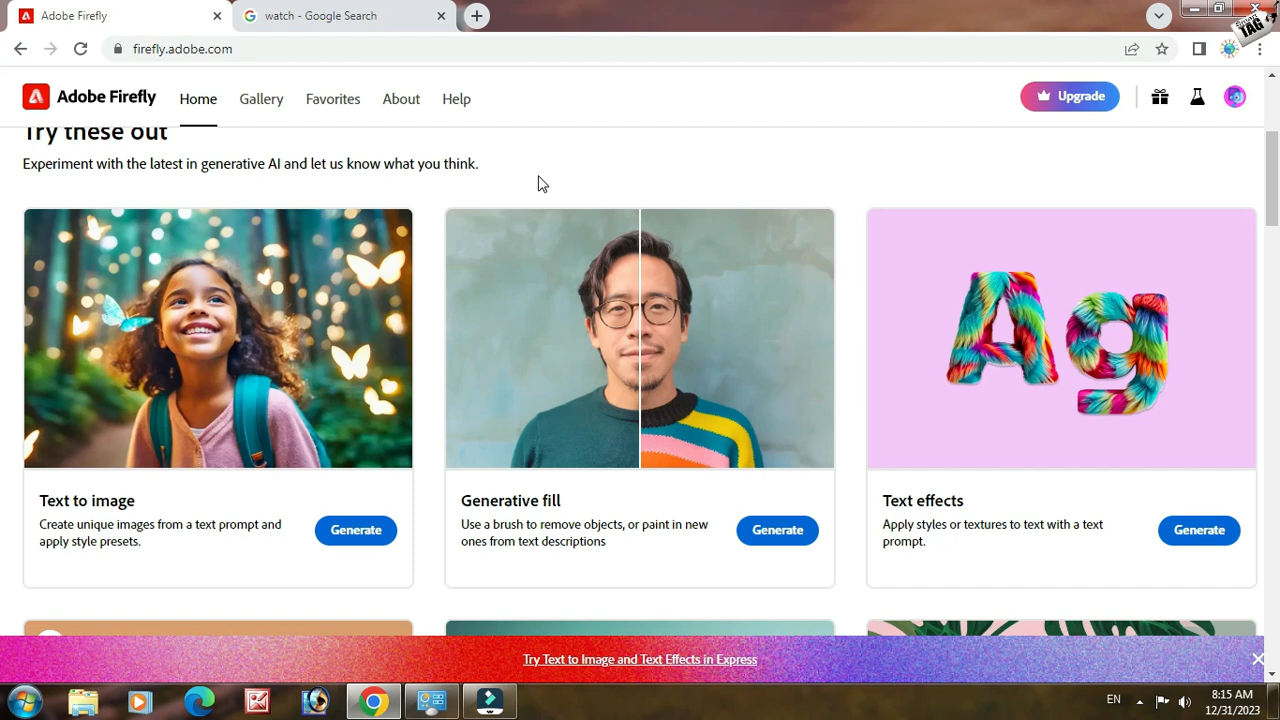 Adobe Firefly
watch - Google Search
firefly.adobe.com
Adobe Firefly
Home
Gallery
Favorites
About
Help
Upgrade
TAG
Try these out
Experiment with the latest in generative AI and let us know what you think.
Ag
Text to image
Create unique images from a text prompt and
apply style presets.
Generate
Generative fill
Use a brush to remove objects, or paint in new
ones from text descriptions
Generate
Text effects
Apply styles or textures to text with a text
prompt.
Generate
Try Text to Image and Text Effects in Express
EN
8:15 AM
12/31/2023